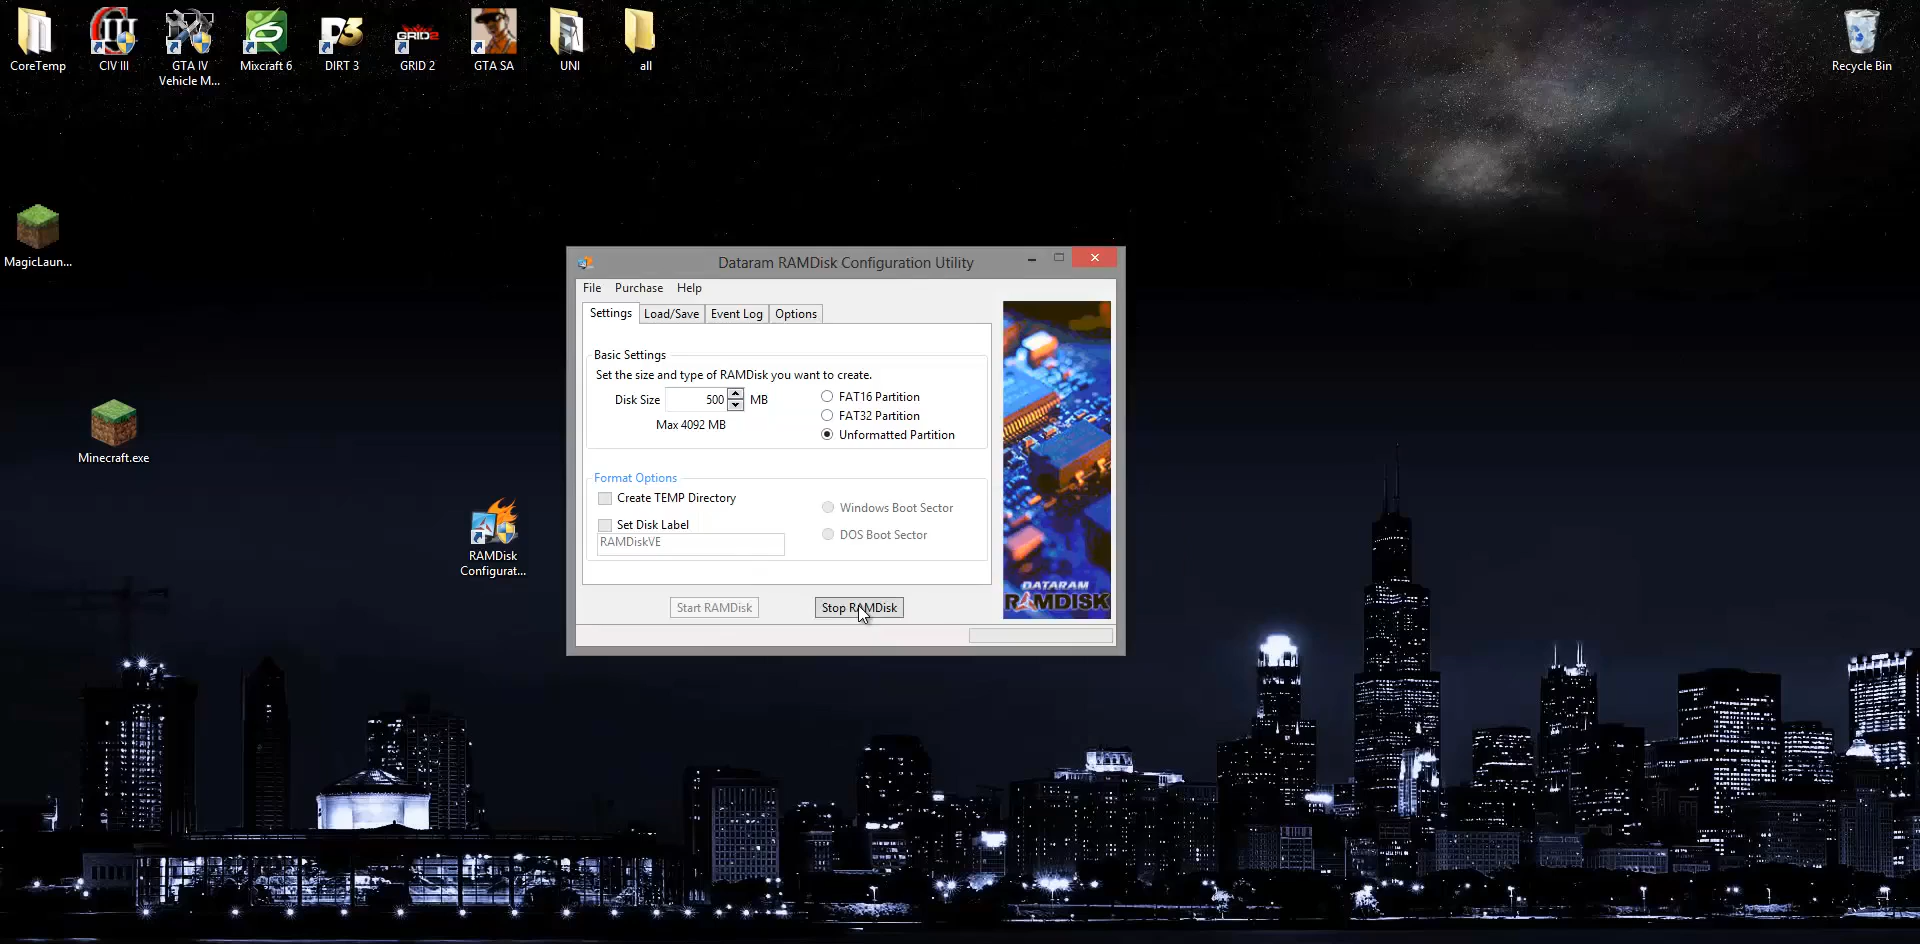 CoreTemp
CIV III
GTA IV
Vehicle M...
Mixcraft 6
DIRT 3
GRID 2
GTA SA
UNI
all
Recycle Bin
MagicLaun...
Minecraft.exe
RAMDisk
Configurat...
Dataram RAMDisk Configuration Utility
File Purchase Help
Settings Load/Save Event Log Options
Basic Settings
Set the size and type of RAMDisk you want to create.
Disk Size 500 MB
Max 4092 MB
FAT16 Partition
FAT32 Partition
Unformatted Partition
Format Options
Create TEMP Directory
Set Disk Label
RAMDiskVE
Windows Boot Sector
DOS Boot Sector
Start RAMDisk
Stop RAMDisk
DATARAM
RAMDISK